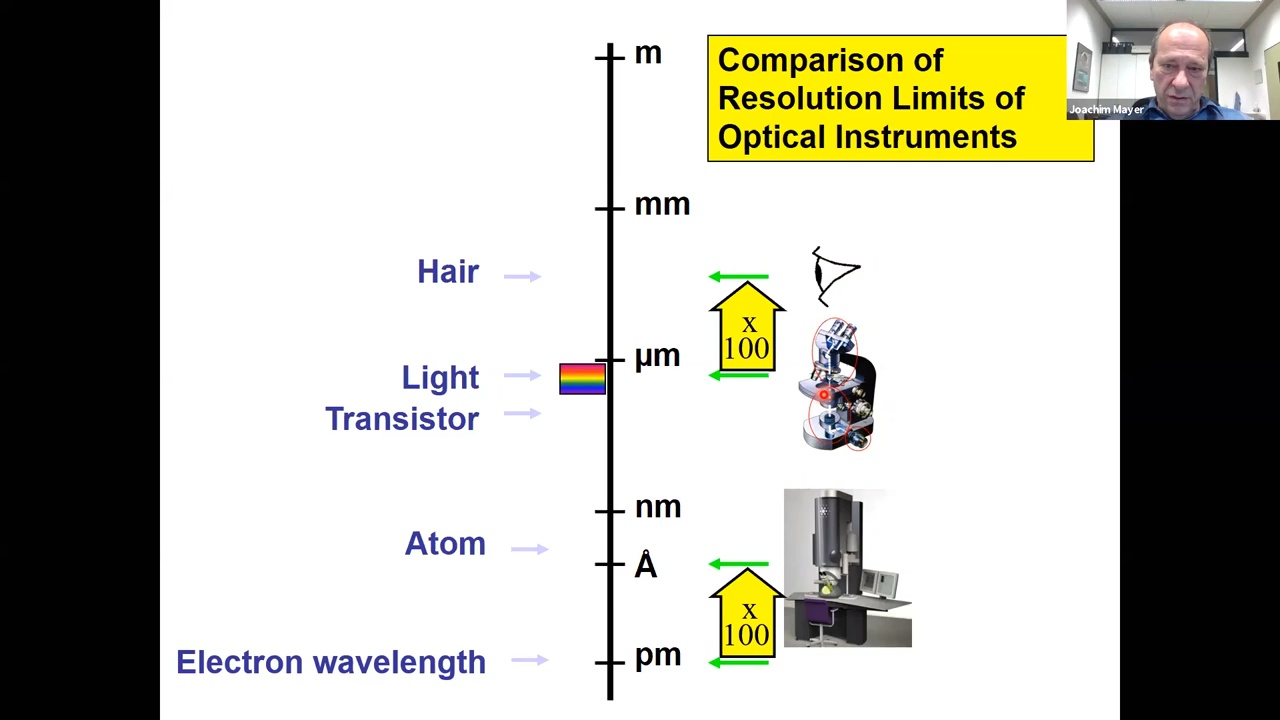 Comparison of
Resolution Limits of
Optical Instruments
Joachim Mayer
m
mm
Hair
x
100
µm
Light
Transistor
nm
Atom
Å
x
100
Electron wavelength
pm